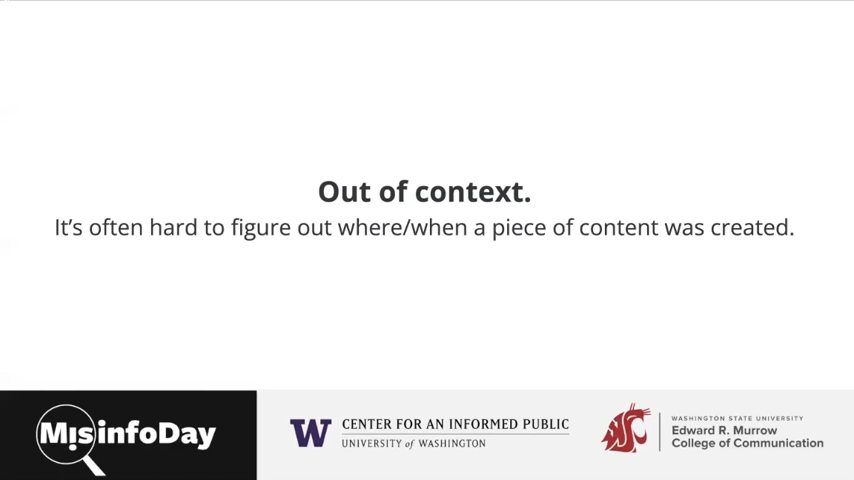 Out of context.
It's often hard to figure out where/when a piece of content was created.
MisinfoDay
W CENTER FOR AN INFORMED PUBLIC
UNIVERSITY of WASHINGTON
WSU
WASHINGTON STATE UNIVERSITY
Edward R. Murrow
College of Communication